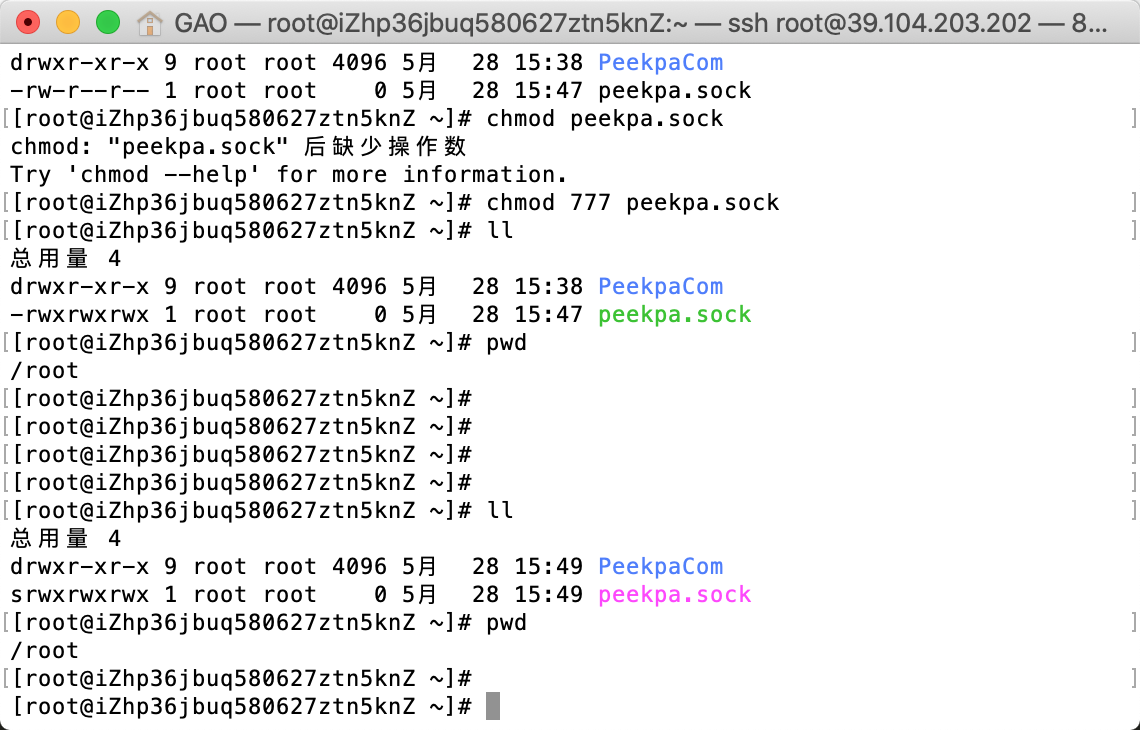 GAO — root@iZhp36jbuq580627ztn5knZ:~ — ssh root@39.104.203.202 — 8...
drwxr-xr-x 9 root root 4096 5月  28 15:38 PeekpaCom
-rw-r--r-- 1 root root    0 5月  28 15:47 peekpa.sock
[[root@iZhp36jbuq580627ztn5knZ ~]# chmod peekpa.sock ]
chmod: "peekpa.sock" 后缺少操作数
Try 'chmod --help' for more information.
[[root@iZhp36jbuq580627ztn5knZ ~]# chmod 777 peekpa.sock ]
[[root@iZhp36jbuq580627ztn5knZ ~]# ll ]
总用量 4
drwxr-xr-x 9 root root 4096 5月  28 15:38 PeekpaCom
-rwxrwxrwx 1 root root    0 5月  28 15:47 peekpa.sock
[[root@iZhp36jbuq580627ztn5knZ ~]# pwd ]
/root
[[root@iZhp36jbuq580627ztn5knZ ~]# ]
[[root@iZhp36jbuq580627ztn5knZ ~]# ]
[[root@iZhp36jbuq580627ztn5knZ ~]# ]
[[root@iZhp36jbuq580627ztn5knZ ~]# ]
[[root@iZhp36jbuq580627ztn5knZ ~]# ll ]
总用量 4
drwxr-xr-x 9 root root 4096 5月  28 15:49 PeekpaCom
srwxrwxrwx 1 root root    0 5月  28 15:49 peekpa.sock
[[root@iZhp36jbuq580627ztn5knZ ~]# pwd ]
/root
[[root@iZhp36jbuq580627ztn5knZ ~]# ]
[root@iZhp36jbuq580627ztn5knZ ~]#